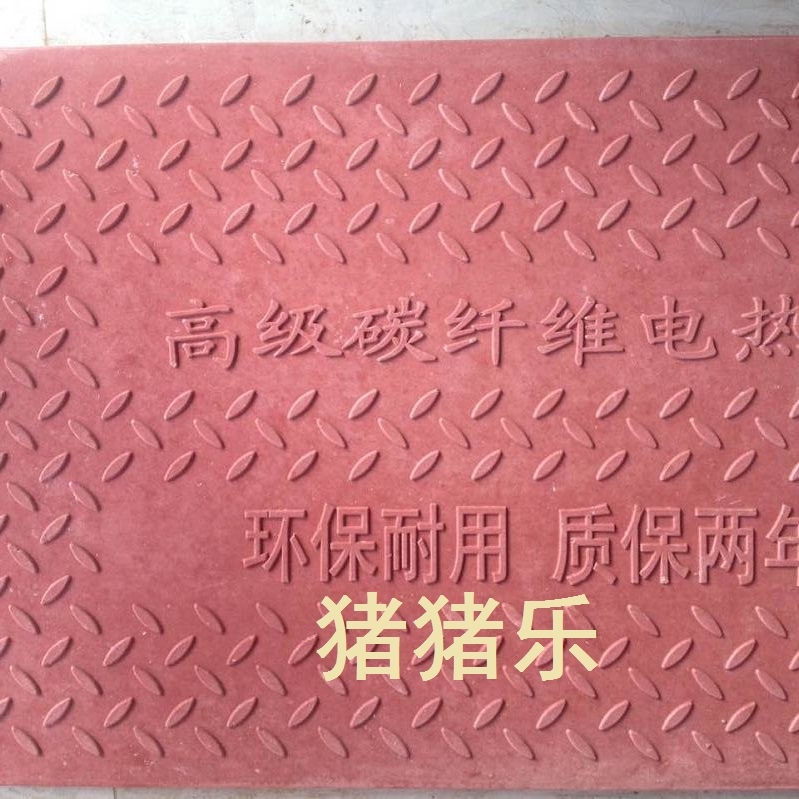 高级碳纤维电热
环保耐用 质保两年
猪猪乐